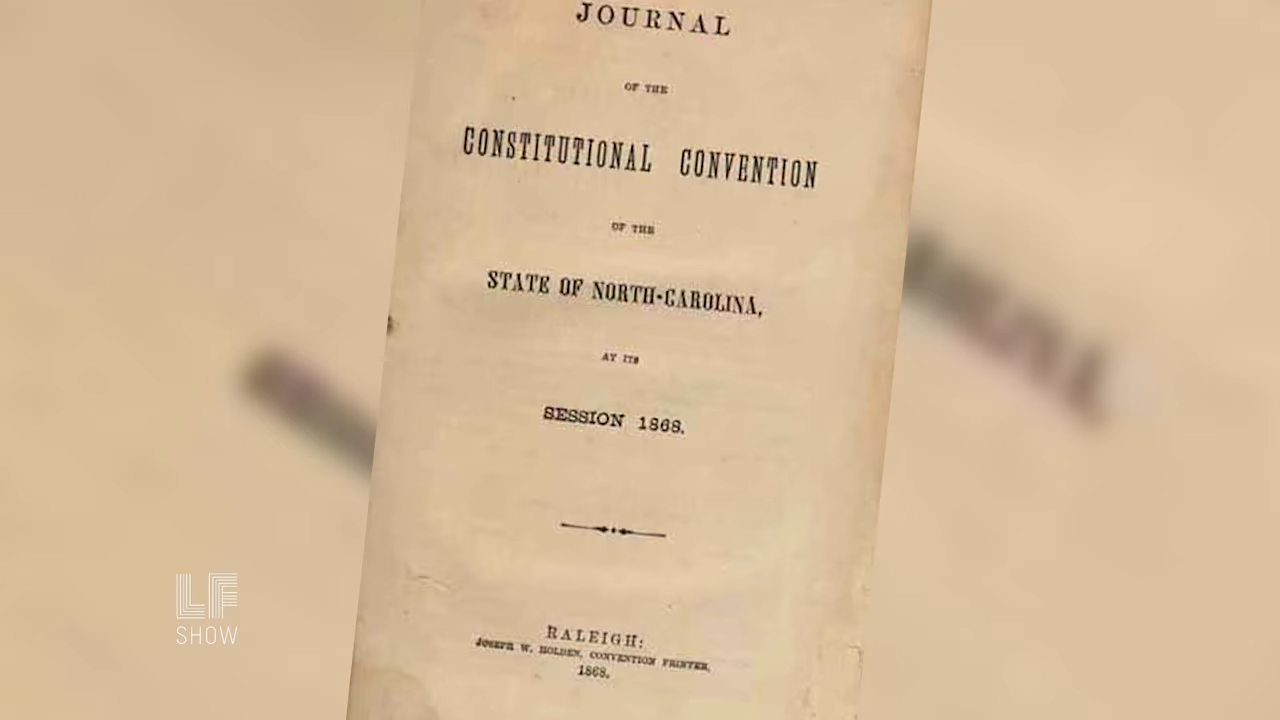 JOURNAL
OF THE
CONSTITUTIONAL CONVENTION
OF THE
STATE OF NORTH-CAROLINA,
AT ITS
SESSION 1868.
RALEIGH:
JOSEPH W. HOLDEN, CONVENTION PRINTER,
1868.
LF
SHOW